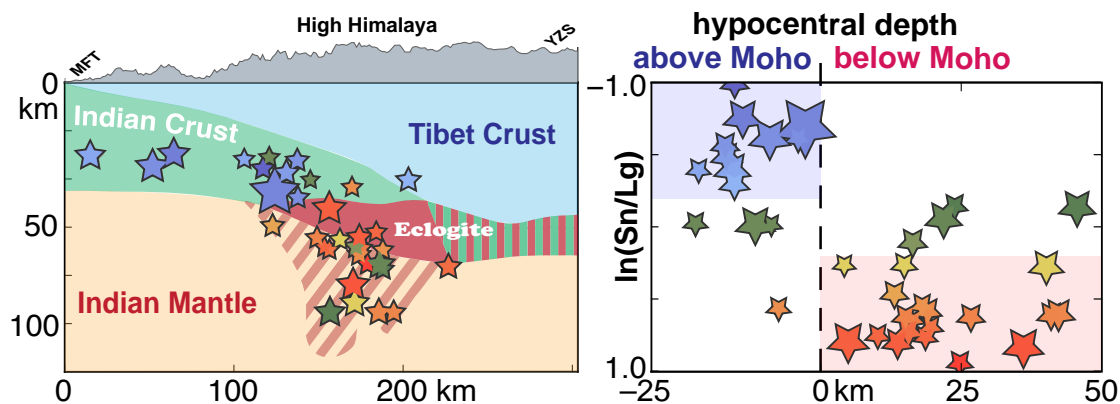 High Himalaya
MFT
YZS
0
km
50
100
Indian Crust
Tibet Crust
Eclogite
Indian Mantle
0
100
200 km
hypocentral depth
above Moho
below Moho
−1.0
ln(Sn/Lg)
1.0
−25
0 km
25
50